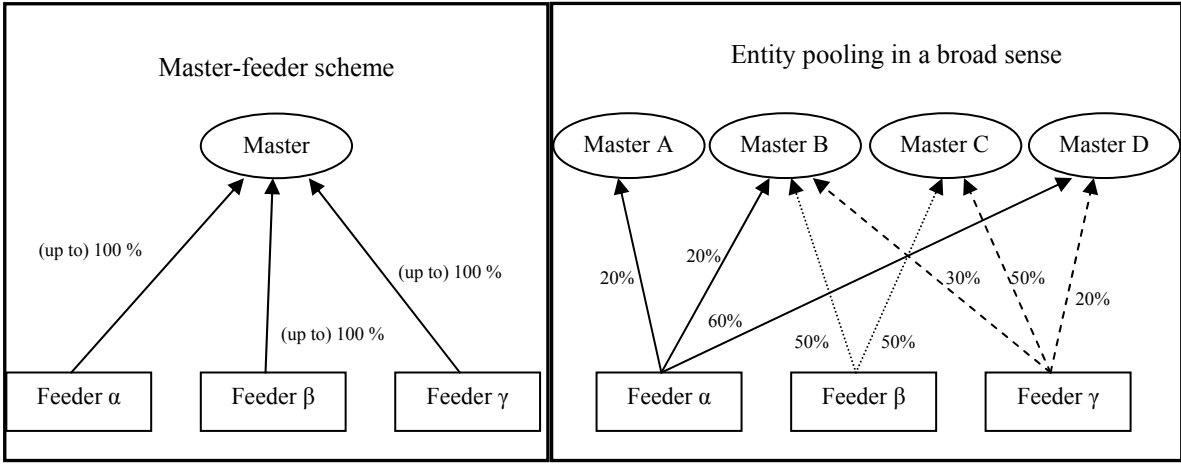 Master-feeder scheme
Master
(up to) 100 %
(up to) 100 %
(up to) 100 %
Feeder α
Feeder β
Feeder γ
Entity pooling in a broad sense
Master A
Master B
Master C
Master D
20%
20%
60%
50%
50%
30%
50%
20%
Feeder α
Feeder β
Feeder γ